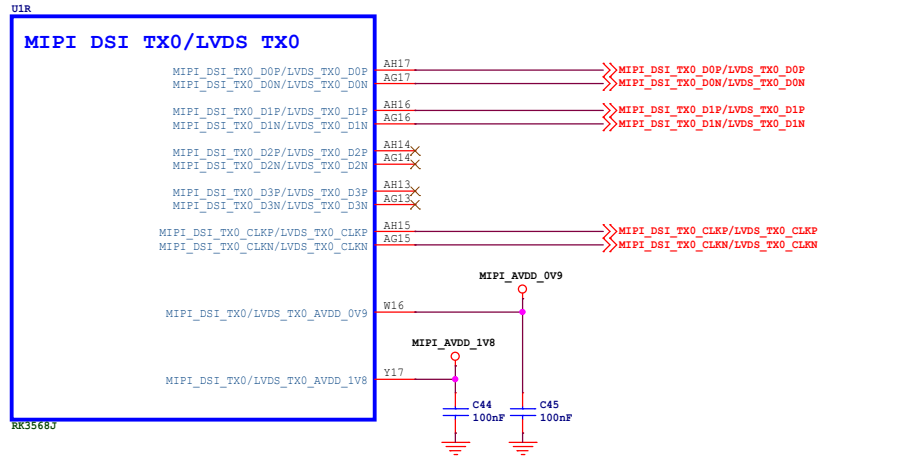 U1R
MIPI DSI TX0/LVDS TX0
MIPI_DSI_TX0_D0P/LVDS_TX0_D0P AH17 MIPI_DSI_TX0_D0P/LVDS_TX0_D0P
MIPI_DSI_TX0_D0N/LVDS_TX0_D0N AG17 MIPI_DSI_TX0_D0N/LVDS_TX0_D0N
MIPI_DSI_TX0_D1P/LVDS_TX0_D1P AH16 MIPI_DSI_TX0_D1P/LVDS_TX0_D1P
MIPI_DSI_TX0_D1N/LVDS_TX0_D1N AG16 MIPI_DSI_TX0_D1N/LVDS_TX0_D1N
MIPI_DSI_TX0_D2P/LVDS_TX0_D2P AH14
MIPI_DSI_TX0_D2N/LVDS_TX0_D2N AG14
MIPI_DSI_TX0_D3P/LVDS_TX0_D3P AH13
MIPI_DSI_TX0_D3N/LVDS_TX0_D3N AG13
MIPI_DSI_TX0_CLKP/LVDS_TX0_CLKP AH15 MIPI_DSI_TX0_CLKP/LVDS_TX0_CLKP
MIPI_DSI_TX0_CLKN/LVDS_TX0_CLKN AG15 MIPI_DSI_TX0_CLKN/LVDS_TX0_CLKN
MIPI_AVDD_0V9
MIPI_DSI_TX0/LVDS_TX0_AVDD_0V9 W16
MIPI_AVDD_1V8
MIPI_DSI_TX0/LVDS_TX0_AVDD_1V8 Y17
C44 C45
100nF 100nF
RK3568J